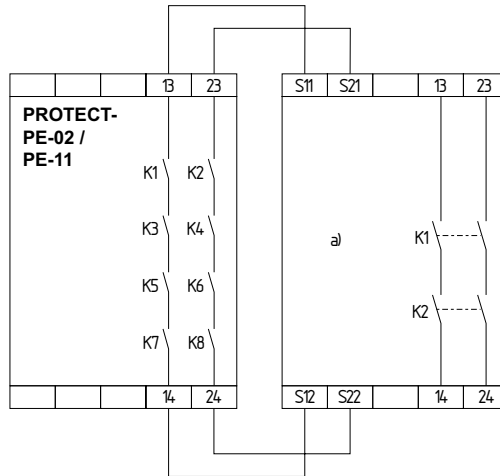 13 23 S11 S21 13 23
PROTECT-
PE-02 /
PE-11
K1 K2
K3 K4 a) K1
K5 K6
K2
K7 K8
14 24 S12 S22 14 24